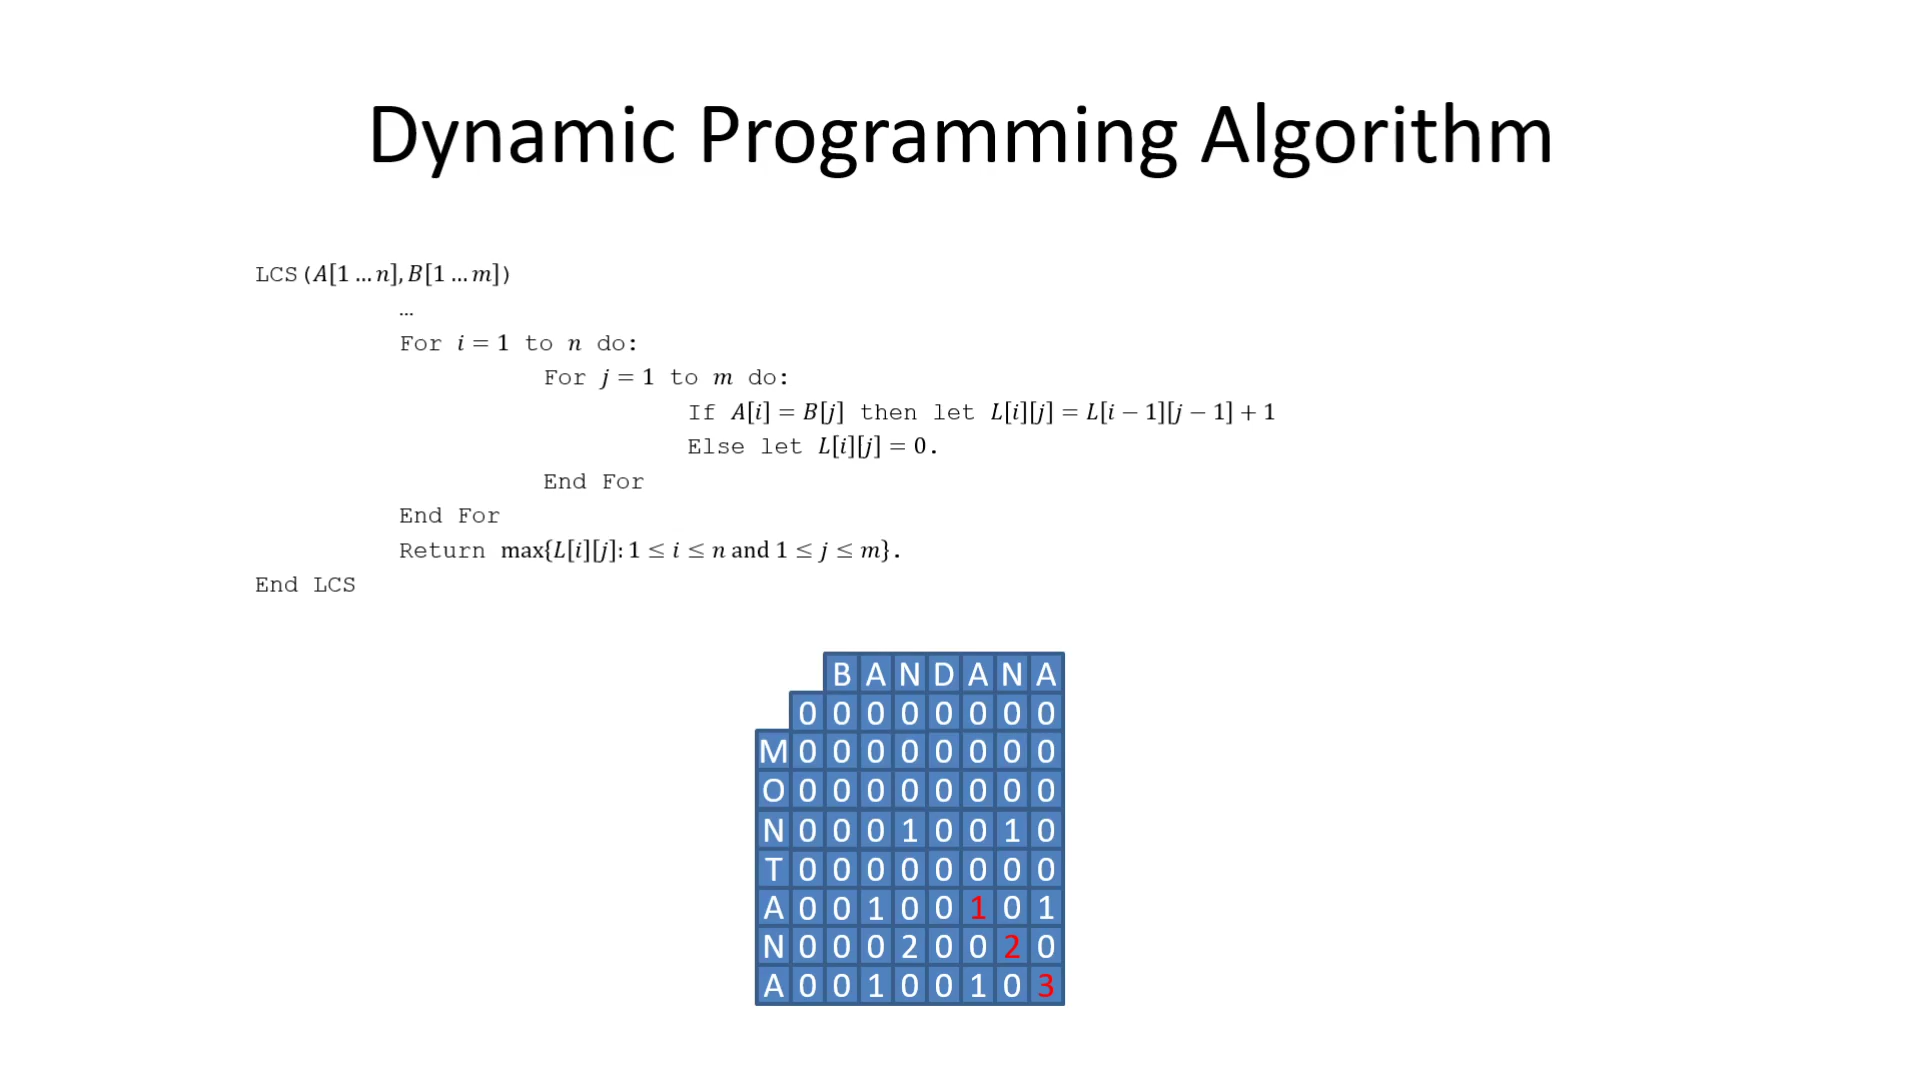 Dynamic Programming Algorithm
LCS(A[1 … n], B[1 … m])
…
For i = 1 to n do:
For j = 1 to m do:
If A[i] = B[j] then let L[i][j] = L[i − 1][j − 1] + 1
Else let L[i][j] = 0.
End For
End For
Return max{L[i][j]: 1 ≤ i ≤ n and 1 ≤ j ≤ m}.
End LCS
B A N D A N A
0 0 0 0 0 0 0 0
M 0 0 0 0 0 0 0 0
O 0 0 0 0 0 0 0 0
N 0 0 0 1 0 0 1 0
T 0 0 0 0 0 0 0 0
A 0 0 1 0 0 1 0 1
N 0 0 0 2 0 0 2 0
A 0 0 1 0 0 1 0 3